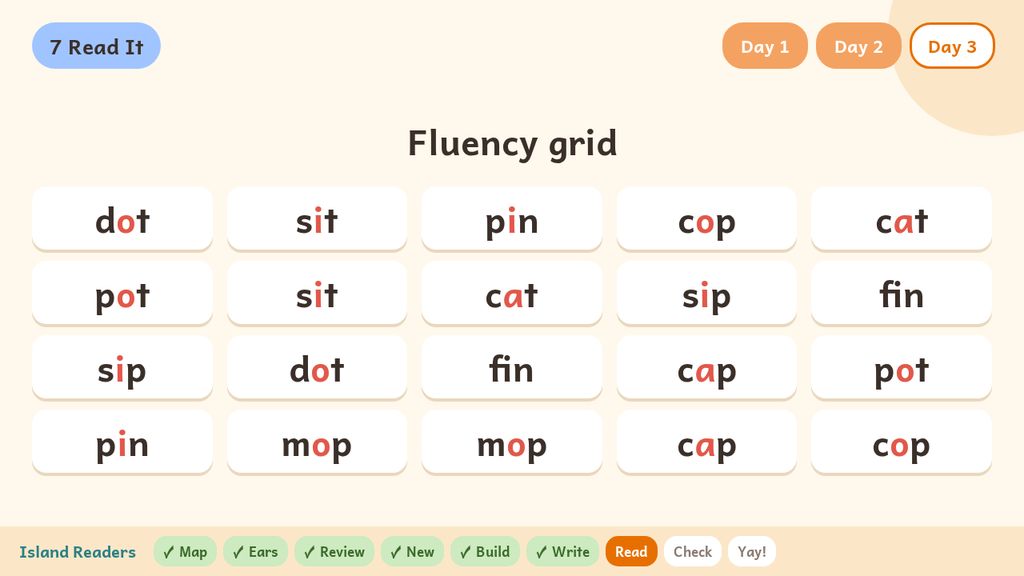 7 Read It
Day 1 Day 2 Day 3
Fluency grid
dot sit pin cop cat
pot sit cat sip fin
sip dot fin cap pot
pin mop mop cap cop
Island Readers ✓ Map ✓ Ears ✓ Review ✓ New ✓ Build ✓ Write Read Check Yay!